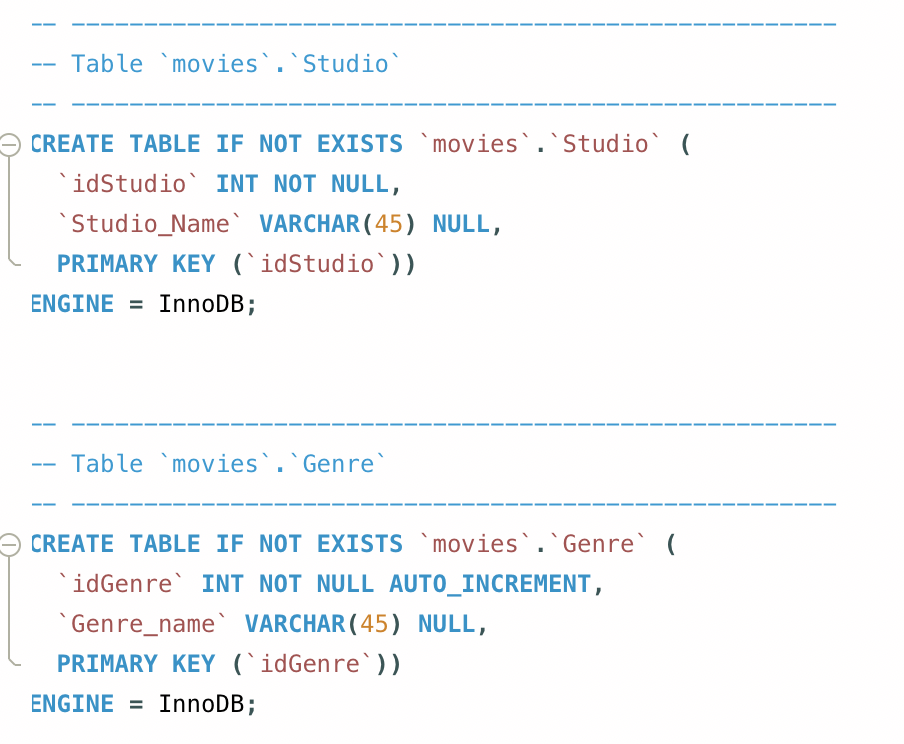 -- -----------------------------------------------------
-- Table `movies`.`Studio`
-- -----------------------------------------------------
CREATE TABLE IF NOT EXISTS `movies`.`Studio` (
  `idStudio` INT NOT NULL,
  `Studio_Name` VARCHAR(45) NULL,
  PRIMARY KEY (`idStudio`))
ENGINE = InnoDB;
-- -----------------------------------------------------
-- Table `movies`.`Genre`
-- -----------------------------------------------------
CREATE TABLE IF NOT EXISTS `movies`.`Genre` (
  `idGenre` INT NOT NULL AUTO_INCREMENT,
  `Genre_name` VARCHAR(45) NULL,
  PRIMARY KEY (`idGenre`))
ENGINE = InnoDB;